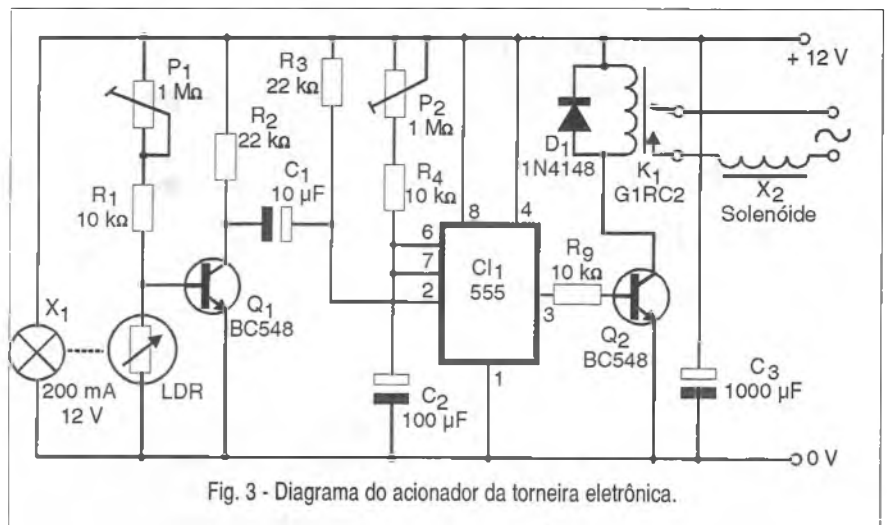 P1
1 MΩ
R1
10 kΩ
R2
22 kΩ
R3
22 kΩ
C1
10 µF
P2
1 MΩ
R4
10 kΩ
8
4
6
7
2
CI1
555
3
1
R9
10 kΩ
D1
1N4148
K1
G1RC2
X2
Solenóide
+ 12 V
X1
200 mA
12 V
LDR
Q1
BC548
C2
100 µF
Q2
BC548
C3
1000 µF
0 V
Fig. 3 - Diagrama do acionador da torneira eletrônica.